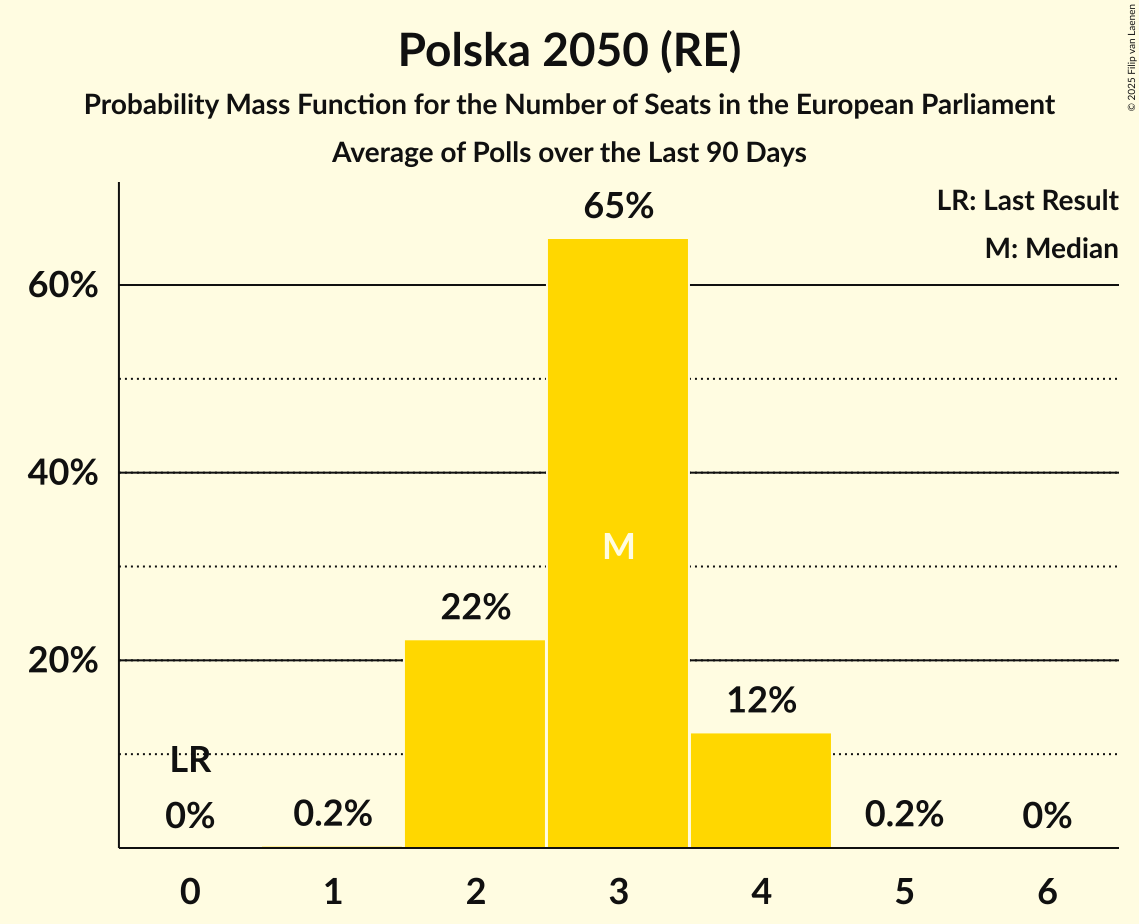 Polska 2050 (RE)
Probability Mass Function for the Number of Seats in the European Parliament
Average of Polls over the Last 90 Days
© 2025 Filip van Laenen
LR: Last Result
M: Median
65%
60%
40%
M
22%
20%
12%
LR
0%
0.2%
0.2%
0%
0 1 2 3 4 5 6